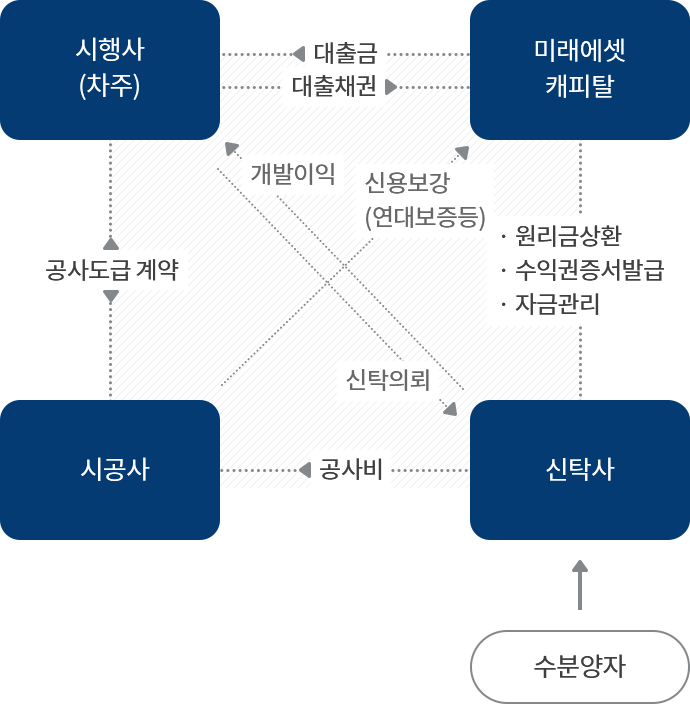 시행사
(차주)
대출금
대출채권
미래에셋
캐피탈
개발이익
신용보강
(연대보증등)
공사도급 계약
· 원리금상환
· 수익권증서발급
· 자금관리
신탁의뢰
시공사
공사비
신탁사
수분양자